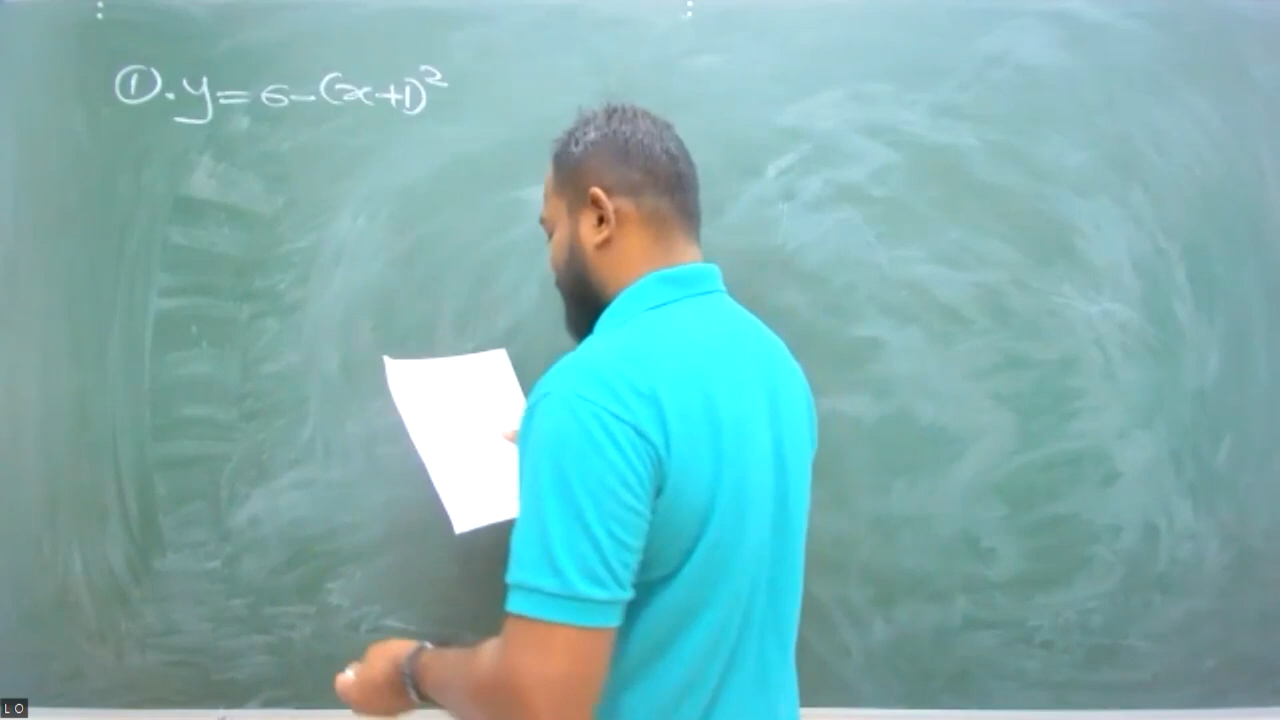 ①. y = 6 - (x+1)²
L O